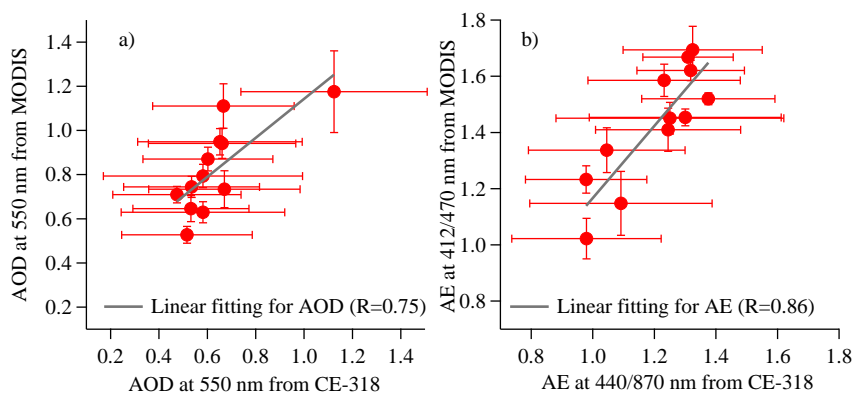 a)
AOD at 550 nm from MODIS
1.4
1.2
1.0
0.8
0.6
0.4
0.2
Linear fitting for AOD (R=0.75)
0.2 0.4 0.6 0.8 1.0 1.2 1.4
AOD at 550 nm from CE-318
b)
AE at 412/470 nm from MODIS
1.8
1.6
1.4
1.2
1.0
0.8
Linear fitting for AE (R=0.86)
0.8 1.0 1.2 1.4 1.6 1.8
AE at 440/870 nm from CE-318